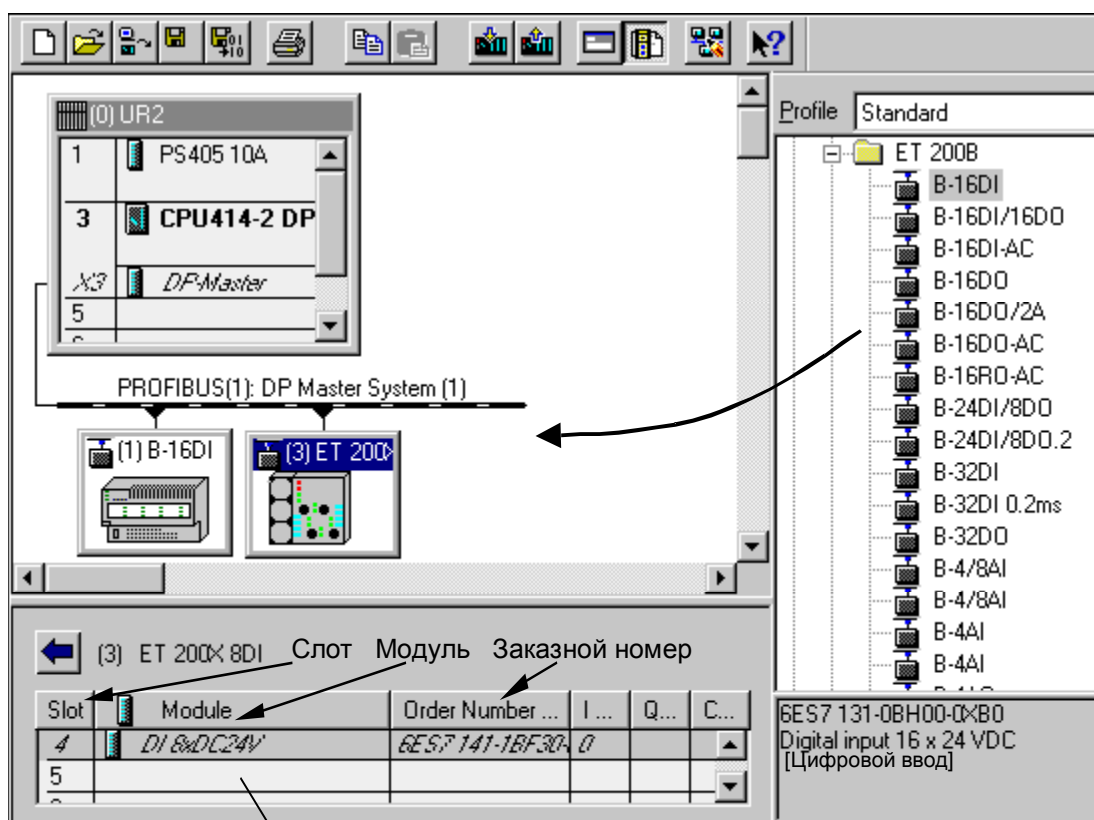 (0) UR2
1 PS405 10A
3 CPU414-2 DP
X3 DP-Master
5
PROFIBUS(1): DP Master System (1)
(1) B-16DI
(3) ET 200X
Profile Standard
ET 200B
B-16DI
B-16DI/16DO
B-16DI-AC
B-16DO
B-16DO/2A
B-16DO-AC
B-16RO-AC
B-24DI/8DO
B-24DI/8DO.2
B-32DI
B-32DI 0.2ms
B-32DO
B-4/8AI
B-4/8AI
B-4AI
B-4AI
(3) ET 200X 8DI
Слот Модуль Заказной номер
Slot Module Order Number ... I ... Q... C...
4 DI 8xDC24V 6ES7 141-1BF30- 0
5
6ES7 131-0BH00-0XB0
Digital input 16 x 24 VDC
[Цифровой ввод]